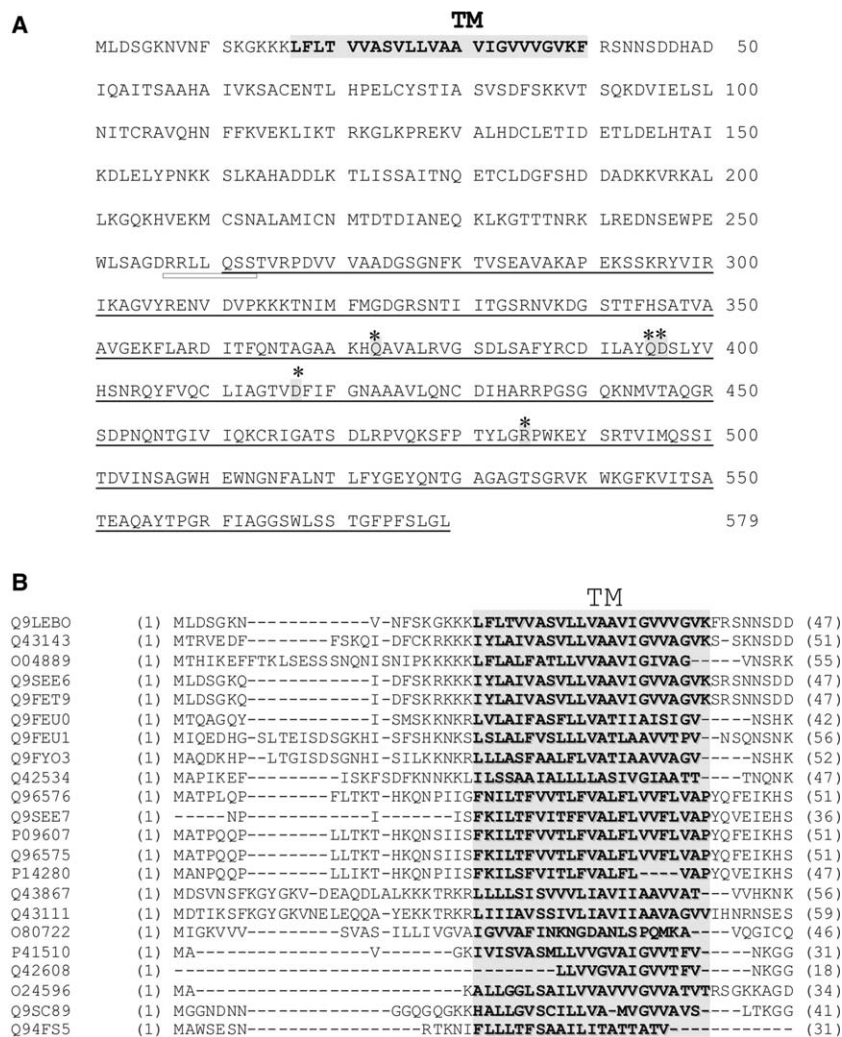 A
TM
MLDSGKNVNF SKGKKKLFLT VVASVLLVAA VIGVVVGVKF RSNNSDDHAD 50
IQAITSAAHA IVKSACENTL HPELCYSTIA SVSDFSKKVT SQKDVIELSL 100
NITCRAVQHN FFKVEKLIKT RKGLKPREKV ALHDCLETID ETLDELHTAI 150
KDLELYPNKK SLKAHADDLK TLISSAITNQ ETCLDGFSHD DADKKVRKAL 200
LKGQKHVEKM CSNALAMICN MTDTDIANEQ KLKGTTTNRK LREDNSEWPE 250
WLSAGDRRLL QSSTVRPDVV VAADGSGNFK TVSEAVAKAP EKSSKRYVIR 300
IKAGVYRENV DVPKKKTNIM FMGDGRSNTI ITGSRNVKDG STTFHSATVA 350
* **
AVGEKFLARD ITFQNTAGAA KHQAVALRVG SDLSAFYRCD ILAYQDSLYV 400
*
HSNRQYFVQC LIAGTVDFIF GNAAAVLQNC DIHARRPGSG QKNMVTAQGR 450
*
SDPNQNTGIV IQKCRIGATS DLRPVQKSFP TYLGRPWKEY SRTVIMQSSI 500
TDVINSAGWH EWNGNFALNT LFYGEYQNTG AGAGTSGRVK WKGFKVITSA 550
TEAQAYTPGR FIAGGSWLSS TGFPFSLGL 579
B
TM
Q9LEBO (1) MLDSGKN----------V-NFSKGKKKLFLTVVASVLLVAAVIGVVVGVKFRSNNSDD (47)
Q43143 (1) MTRVEDF-------FSKQI-DFCKRKKKIYLAIVASVLLVAAVIGVVAGVKS-SKNSDD (51)
O04889 (1) MTHIKEFFTKLSESSSNQNISNIPKKKKKLFLALFATLLVVAAVIGIVAG-----VNSRK (55)
Q9SEE6 (1) MLDSGKQ----------I-DFSKRKKKIYLAIVASVLLVAAVIGVVAGVKSRSNNSDD (47)
Q9FET9 (1) MLDSGKQ----------I-DFSKRKKKIYLAIVASVLLVAAVIGVVAGVKSRSNNSDD (47)
Q9FEU0 (1) MTQAGQY----------I-SMSKKNKRLVLAIFASFLLVATIIAISIGV-----NSHK (42)
Q9FEU1 (1) MIQEDHG-SLTEISDSGKHI-SFSHKNKSLSLALFVSLLLVATLAAVVTPV--NSQNSNK (56)
Q9FYO3 (1) MAQDKHP-LTGISDSGNHI-SILKKNKRLLLASFAALFLVATIAAVVAGV-----NSHK (52)
Q42534 (1) MAPIKEF--------ISKFSDFKNNKKLILSSAAIALLLLASIVGIAATT----TNQNK (47)
Q96576 (1) MATPLQP-------FLTKT-HKQNPIIGFNILTFVVTLFVALFLVVFLVAPYQFEIKHS (51)
Q9SEE7 (1) -----NP-----------I-------ISFKILTFVITFFVALFLVVFLVAPYQVEIEHS (36)
P09607 (1) MATPQQP-------LLTKT-HKQNSIISFKILTFVVTLFVALFLVVFLVAPYQFEIKHS (51)
Q96575 (1) MATPQQP-------LLIKT-HKQNSIISFKILTFVVTLFVALFLVVFLVAPYQFEIKHS (51)
P14280 (1) MANPQQP-------LLIKT-HKQNPIISFKILSFVITLFVALFL----VAPYQVEIKHS (47)
Q43867 (1) MDSVNSFKGYGKV-DEAQDLALKKKTRKRLLLLSISVVVLIAVIIAAVVAT--VVHKNK (56)
Q43111 (1) MDTIKSFKGYGKVNELEQQA-YEKKTRKRLIIIAVSSIVLIAVIIAAVAGVVIHNRNSES (59)
O80722 (1) MIGKVVV-------SVAS-ILLIVGVAIGVVAFINKNGDANLSPQMKA----VQGICQ (46)
P41510 (1) MA--------------V-------GKIVISVASMLLVVGVAIGVVTFV----NKGG (31)
Q42608 (1) -------------------------------LLVVGVAIGVVTFV----NKGG (18)
O24596 (1) MA-----------------------KALLGGLSAILVVAVVVGVVATVTRSGKKAGD (34)
Q9SC89 (1) MGGNDNN----------GGQGQGKKHALLGVSCILLVA-MVGVVAVS--LTKGG (41)
Q94FS5 (1) MAWSESN--------------RTKNIFLLLTFSAAILITATTATV---------- (31)